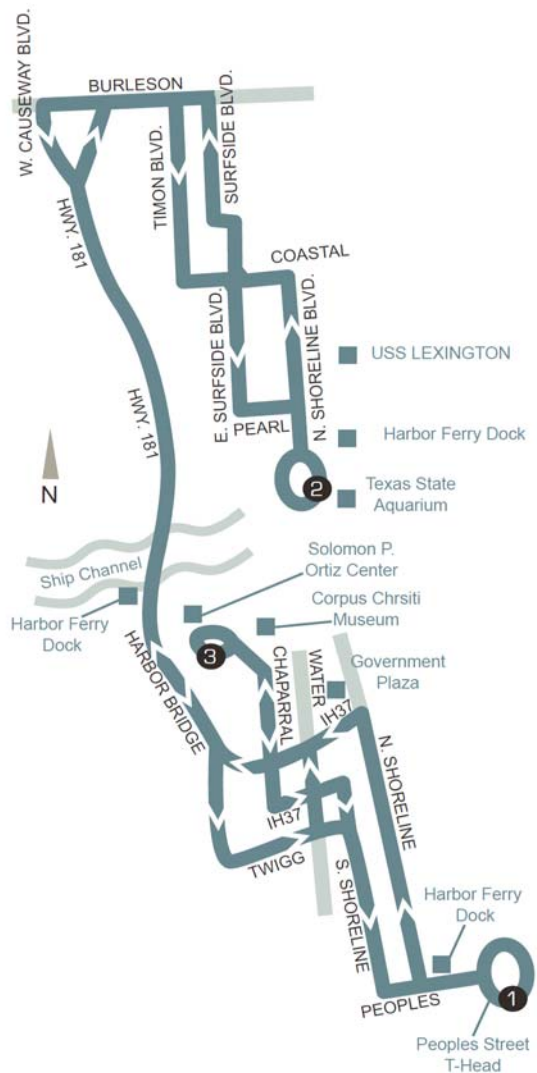 W. CAUSEWAY BLVD.
BURLESON
SURFSIDE BLVD.
TIMON BLVD.
HWY. 181
COASTAL
E. SURFSIDE BLVD.
N. SHORELINE BLVD.
USS LEXINGTON
HWY. 181
PEARL
Harbor Ferry Dock
N
2
Texas State
Aquarium
Ship Channel
Solomon P.
Ortiz Center
Harbor Ferry
Dock
Corpus Chrsiti
Museum
3
HARBOR BRIDGE
CHAPARRAL
WATER
Government
Plaza
IH37
N. SHORELINE
IH37
TWIGG
S. SHORELINE
Harbor Ferry
Dock
PEOPLES
1
Peoples Street
T-Head